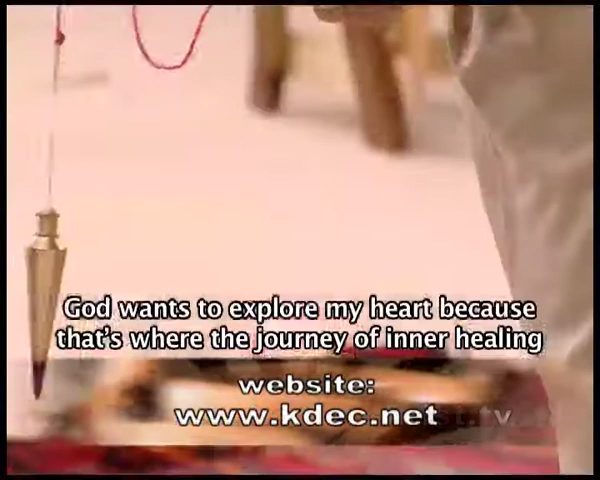 God wants to explore my heart because
that's where the journey of inner healing
website:
www.kdec.net